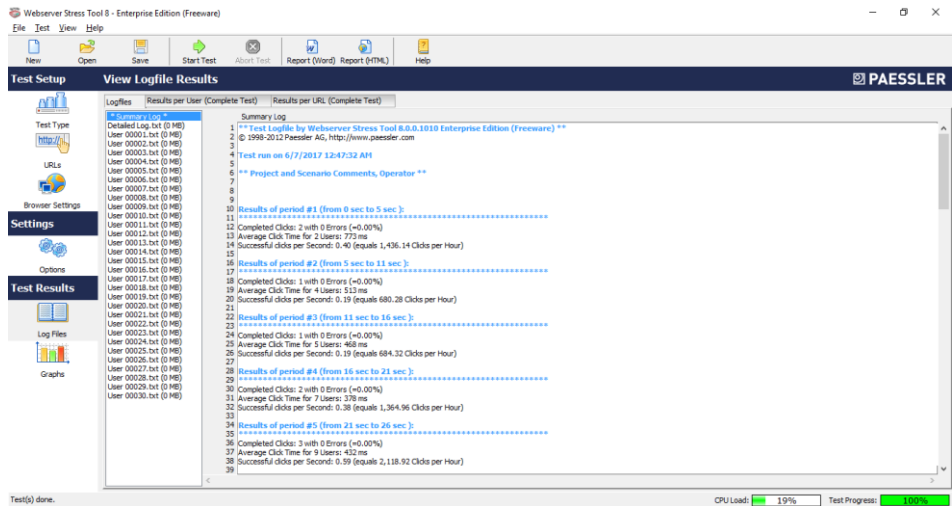 Webserver Stress Tool 8 - Enterprise Edition (Freeware)
File Test View Help
New Open Save Start Test Abort Test Report (Word) Report (HTML) Help
Test Setup
View Logfile Results
PAESSLER
Test Type
http://
URLs
Browser Settings
Settings
Options
Test Results
Log Files
Graphs
Logfiles Results per User (Complete Test) Results per URL (Complete Test)
* Summary Log *
Detailed Log.txt (0 MB)
User 00001.txt (0 MB)
User 00002.txt (0 MB)
User 00003.txt (0 MB)
User 00004.txt (0 MB)
User 00005.txt (0 MB)
User 00006.txt (0 MB)
User 00007.txt (0 MB)
User 00008.txt (0 MB)
User 00009.txt (0 MB)
User 00010.txt (0 MB)
User 00011.txt (0 MB)
User 00012.txt (0 MB)
User 00013.txt (0 MB)
User 00014.txt (0 MB)
User 00015.txt (0 MB)
User 00016.txt (0 MB)
User 00017.txt (0 MB)
User 00018.txt (0 MB)
User 00019.txt (0 MB)
User 00020.txt (0 MB)
User 00021.txt (0 MB)
User 00022.txt (0 MB)
User 00023.txt (0 MB)
User 00024.txt (0 MB)
User 00025.txt (0 MB)
User 00026.txt (0 MB)
User 00027.txt (0 MB)
User 00028.txt (0 MB)
User 00029.txt (0 MB)
User 00030.txt (0 MB)
Summary Log
1 ** Test Logfile by Webserver Stress Tool 8.0.0.1010 Enterprise Edition (Freeware) **
2 © 1998-2012 Paessler AG, http://www.paessler.com
3
4 Test run on 6/7/2017 12:47:32 AM
5
6 ** Project and Scenario Comments, Operator **
7
8
9
10 Results of period #1 (from 0 sec to 5 sec ):
11 ************************************************************
12 Completed Clicks: 2 with 0 Errors (=0.00%)
13 Average Click Time for 2 Users: 773 ms
14 Successful clicks per Second: 0.40 (equals 1,436.14 Clicks per Hour)
15
16 Results of period #2 (from 5 sec to 11 sec ):
17 ************************************************************
18 Completed Clicks: 1 with 0 Errors (=0.00%)
19 Average Click Time for 4 Users: 513 ms
20 Successful clicks per Second: 0.19 (equals 680.28 Clicks per Hour)
21
22 Results of period #3 (from 11 sec to 16 sec ):
23 ************************************************************
24 Completed Clicks: 1 with 0 Errors (=0.00%)
25 Average Click Time for 5 Users: 468 ms
26 Successful clicks per Second: 0.19 (equals 684.32 Clicks per Hour)
27
28 Results of period #4 (from 16 sec to 21 sec ):
29 ************************************************************
30 Completed Clicks: 2 with 0 Errors (=0.00%)
31 Average Click Time for 7 Users: 378 ms
32 Successful clicks per Second: 0.38 (equals 1,364.96 Clicks per Hour)
33
34 Results of period #5 (from 21 sec to 26 sec ):
35 ************************************************************
36 Completed Clicks: 3 with 0 Errors (=0.00%)
37 Average Click Time for 9 Users: 432 ms
38 Successful clicks per Second: 0.59 (equals 2,118.92 Clicks per Hour)
39
Test(s) done.
CPU Load: 19% Test Progress: 100%